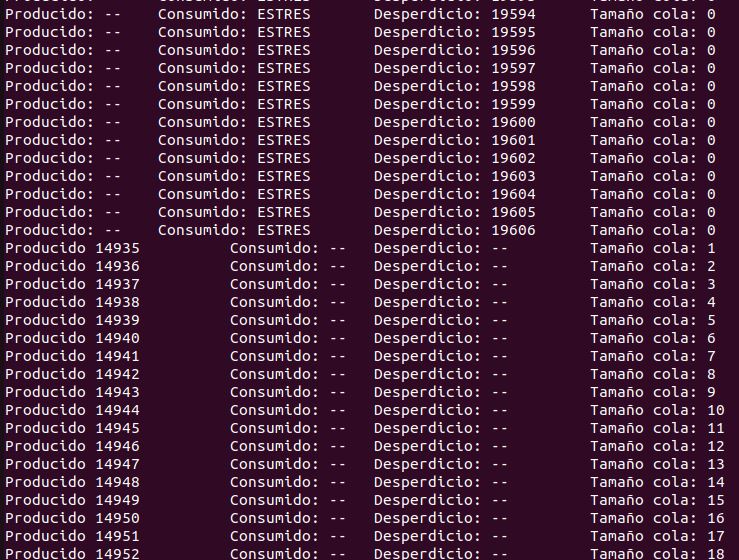 Producido: -- Consumido: ESTRES Desperdicio: 19594 Tamaño cola: 0
Producido: -- Consumido: ESTRES Desperdicio: 19595 Tamaño cola: 0
Producido: -- Consumido: ESTRES Desperdicio: 19596 Tamaño cola: 0
Producido: -- Consumido: ESTRES Desperdicio: 19597 Tamaño cola: 0
Producido: -- Consumido: ESTRES Desperdicio: 19598 Tamaño cola: 0
Producido: -- Consumido: ESTRES Desperdicio: 19599 Tamaño cola: 0
Producido: -- Consumido: ESTRES Desperdicio: 19600 Tamaño cola: 0
Producido: -- Consumido: ESTRES Desperdicio: 19601 Tamaño cola: 0
Producido: -- Consumido: ESTRES Desperdicio: 19602 Tamaño cola: 0
Producido: -- Consumido: ESTRES Desperdicio: 19603 Tamaño cola: 0
Producido: -- Consumido: ESTRES Desperdicio: 19604 Tamaño cola: 0
Producido: -- Consumido: ESTRES Desperdicio: 19605 Tamaño cola: 0
Producido: -- Consumido: ESTRES Desperdicio: 19606 Tamaño cola: 0
Producido 14935 Consumido: -- Desperdicio: -- Tamaño cola: 1
Producido 14936 Consumido: -- Desperdicio: -- Tamaño cola: 2
Producido 14937 Consumido: -- Desperdicio: -- Tamaño cola: 3
Producido 14938 Consumido: -- Desperdicio: -- Tamaño cola: 4
Producido 14939 Consumido: -- Desperdicio: -- Tamaño cola: 5
Producido 14940 Consumido: -- Desperdicio: -- Tamaño cola: 6
Producido 14941 Consumido: -- Desperdicio: -- Tamaño cola: 7
Producido 14942 Consumido: -- Desperdicio: -- Tamaño cola: 8
Producido 14943 Consumido: -- Desperdicio: -- Tamaño cola: 9
Producido 14944 Consumido: -- Desperdicio: -- Tamaño cola: 10
Producido 14945 Consumido: -- Desperdicio: -- Tamaño cola: 11
Producido 14946 Consumido: -- Desperdicio: -- Tamaño cola: 12
Producido 14947 Consumido: -- Desperdicio: -- Tamaño cola: 13
Producido 14948 Consumido: -- Desperdicio: -- Tamaño cola: 14
Producido 14949 Consumido: -- Desperdicio: -- Tamaño cola: 15
Producido 14950 Consumido: -- Desperdicio: -- Tamaño cola: 16
Producido 14951 Consumido: -- Desperdicio: -- Tamaño cola: 17
Producido 14952 Consumido: -- Desperdicio: -- Tamaño cola: 18